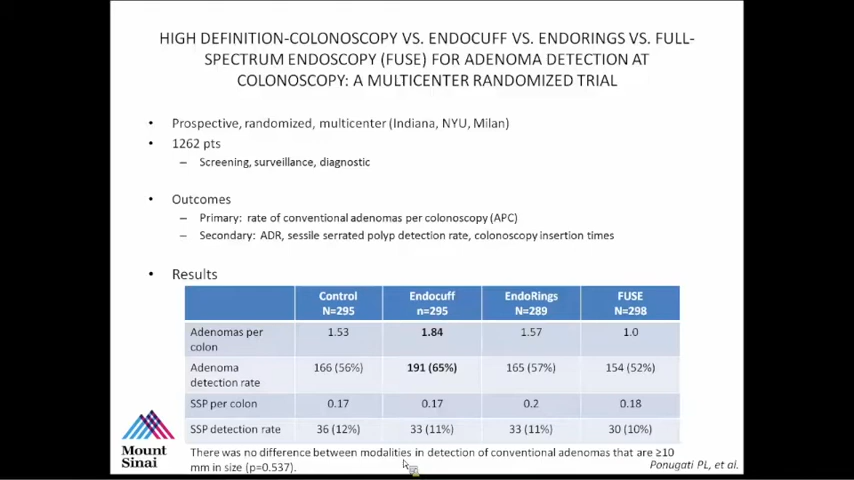 HIGH DEFINITION-COLONOSCOPY VS. ENDOCUFF VS. ENDORINGS VS. FULL-
SPECTRUM ENDOSCOPY (FUSE) FOR ADENOMA DETECTION AT
COLONOSCOPY: A MULTICENTER RANDOMIZED TRIAL
• Prospective, randomized, multicenter (Indiana, NYU, Milan)
• 1262 pts
– Screening, surveillance, diagnostic
• Outcomes
– Primary: rate of conventional adenomas per colonoscopy (APC)
– Secondary: ADR, sessile serrated polyp detection rate, colonoscopy insertion times
• Results
Control Endocuff EndoRings FUSE
N=295 n=295 N=289 N=298
Adenomas per 1.53 1.84 1.57 1.0
colon
Adenoma 166 (56%) 191 (65%) 165 (57%) 154 (52%)
detection rate
SSP per colon 0.17 0.17 0.2 0.18
SSP detection rate 36 (12%) 33 (11%) 33 (11%) 30 (10%)
There was no difference between modalities in detection of conventional adenomas that are ≥10
mm in size (p=0.537).
Mount
Sinai
Ponugati PL, et al.